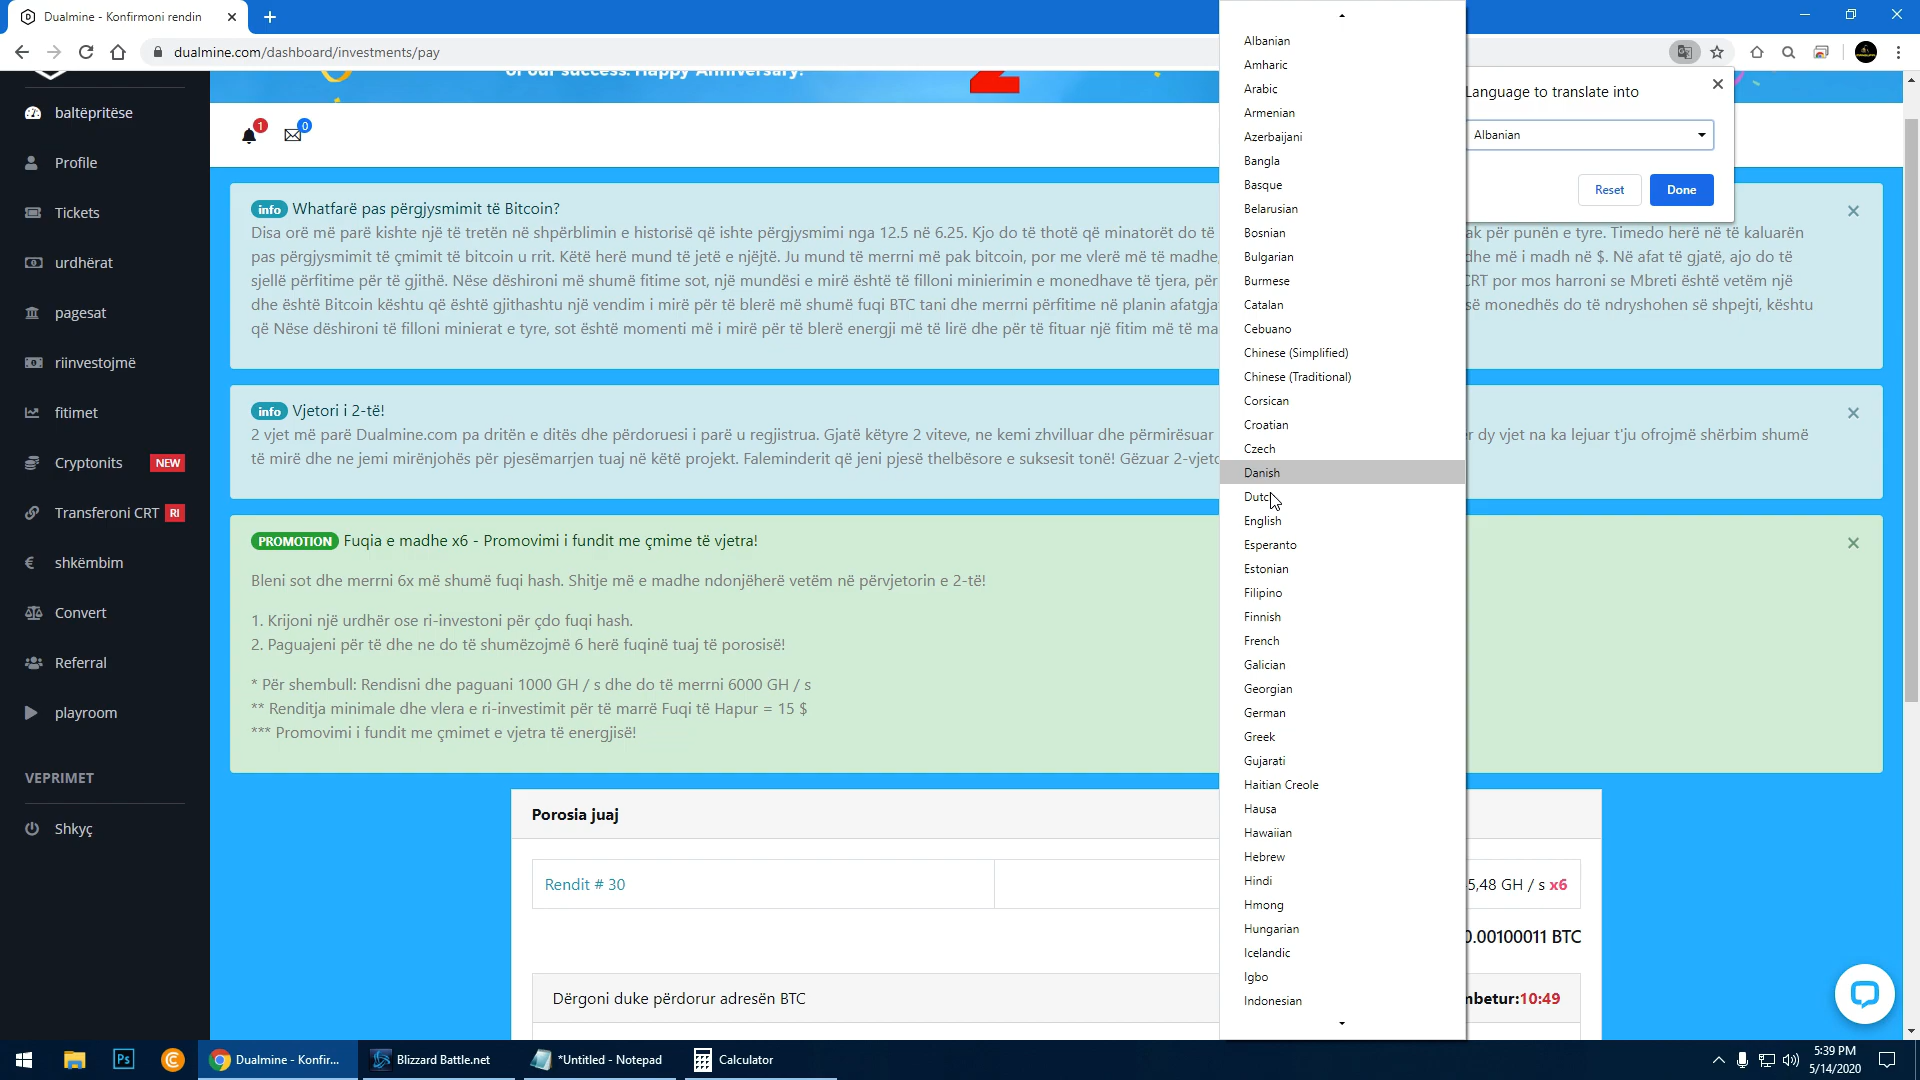 Dualmine - Konfirmoni rendin
dualmine.com/dashboard/investments/pay
of our success. Happy Anniversary!
2
baltëpritëse
Profile
Tickets
urdhërat
pagesat
riinvestojmë
fitimet
Cryptonits NEW
Transferoni CRT RI
shkëmbim
Convert
Referral
playroom
VEPRIMET
Shkyç
1
0
info Whatfarë pas përgjysmimit të Bitcoin?
Disa orë më parë kishte një të tretën në shpërblimin e historisë që ishte përgjysmimi nga 12.5 në 6.25. Kjo do të thotë që minatorët do të ak për punën e tyre. Timedo herë në të kaluarën
pas përgjysmimit të çmimit të bitcoin u rrit. Këtë herë mund të jetë e njëjtë. Ju mund të merrni më pak bitcoin, por me vlerë më të madhe, dhe më i madh në $. Në afat të gjatë, ajo do të
sjellë përfitime për të gjithë. Nëse dëshironi më shumë fitime sot, një mundësi e mirë është të filloni minierimin e monedhave të tjera, për CRT por mos harroni se Mbreti është vetëm një
dhe është Bitcoin kështu që është gjithashtu një vendim i mirë për të blerë më shumë fuqi BTC tani dhe merrni përfitime në planin afatgja së monedhës do të ndryshohen së shpejti, kështu
që Nëse dëshironi të filloni minierat e tyre, sot është momenti më i mirë për të blerë energji më të lirë dhe për të fituar një fitim më të ma
info Vjetori i 2-të!
2 vjet më parë Dualmine.com pa dritën e ditës dhe përdoruesi i parë u regjistrua. Gjatë këtyre 2 viteve, ne kemi zhvilluar dhe përmirësuar er dy vjet na ka lejuar t'ju ofrojmë shërbim shumë
të mirë dhe ne jemi mirënjohës për pjesëmarrjen tuaj në këtë projekt. Faleminderit që jeni pjesë thelbësore e suksesit tonë! Gëzuar 2-vjeto
PROMOTION Fuqia e madhe x6 - Promovimi i fundit me çmime të vjetra!
Bleni sot dhe merrni 6x më shumë fuqi hash. Shitje më e madhe ndonjëherë vetëm në përvjetorin e 2-të!
1. Krijoni një urdhër ose ri-investoni për çdo fuqi hash.
2. Paguajeni për të dhe ne do të shumëzojmë 6 herë fuqinë tuaj të porosisë!
* Për shembull: Rendisni dhe paguani 1000 GH / s dhe do të merrni 6000 GH / s
** Renditja minimale dhe vlera e ri-investimit për të marrë Fuqi të Hapur = 15 $
*** Promovimi i fundit me çmimet e vjetra të energjisë!
Porosia juaj
Rendit # 30
5,48 GH / s x6
0.00100011 BTC
Dërgoni duke përdorur adresën BTC
mbetur:10:49
Albanian
Amharic
Arabic
Armenian
Azerbaijani
Bangla
Basque
Belarusian
Bosnian
Bulgarian
Burmese
Catalan
Cebuano
Chinese (Simplified)
Chinese (Traditional)
Corsican
Croatian
Czech
Danish
Dutch
English
Esperanto
Estonian
Filipino
Finnish
French
Galician
Georgian
German
Greek
Gujarati
Haitian Creole
Hausa
Hawaiian
Hebrew
Hindi
Hmong
Hungarian
Icelandic
Igbo
Indonesian
Language to translate into
Albanian
Reset
Done
Ps
Dualmine - Konfir...
Blizzard Battle.net
*Untitled - Notepad
Calculator
5:39 PM
5/14/2020